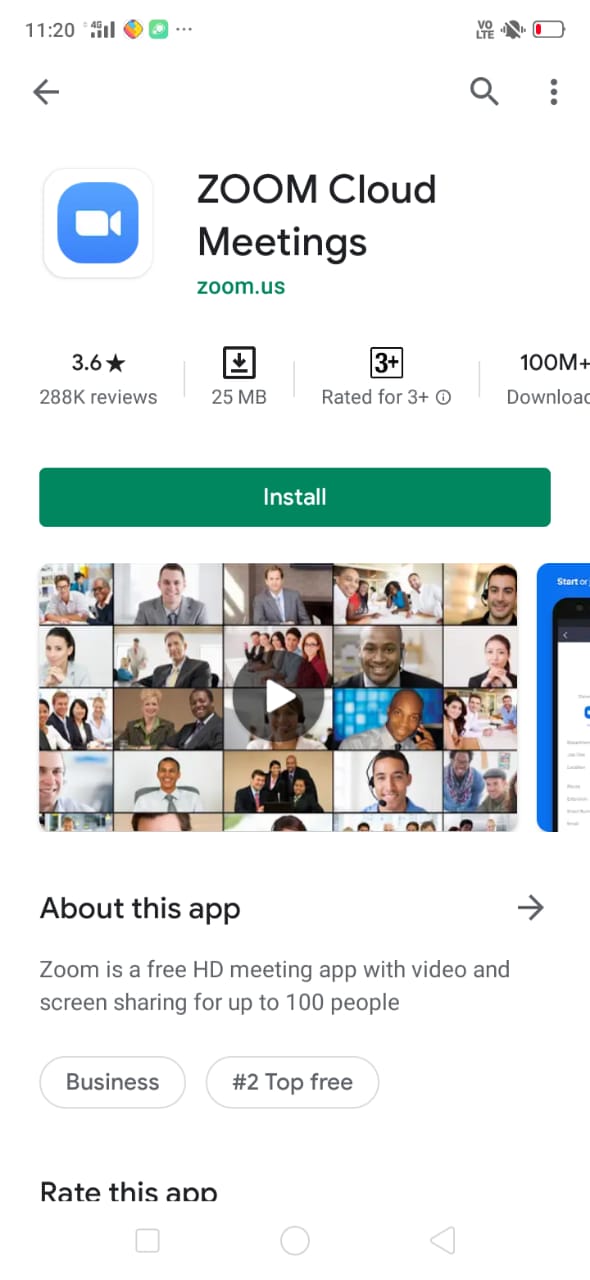 11:20 4G VO LTE
ZOOM Cloud
Meetings
zoom.us
3.6★ 3+ 100M+
288K reviews 25 MB Rated for 3+ Downloa
Install
Start or
About this app
Zoom is a free HD meeting app with video and
screen sharing for up to 100 people
Business #2 Top free
Rate this app